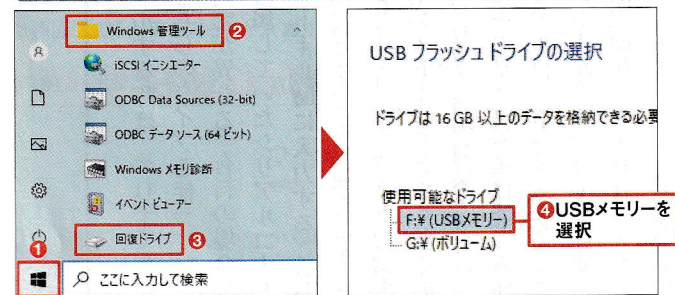 Windows 管理ツール
❷
iSCSI イニシエーター
ODBC Data Sources (32-bit)
ODBC データ ソース (64 ビット)
Windows メモリ診断
イベント ビューアー
回復ドライブ
❸
❶
ここに入力して検索
USB フラッシュ ドライブの選択
ドライブは 16 GB 以上のデータを格納できる必要
使用可能なドライブ
F:¥ (USBメモリー)
G:¥ (ボリューム)
❹USBメモリーを
選択